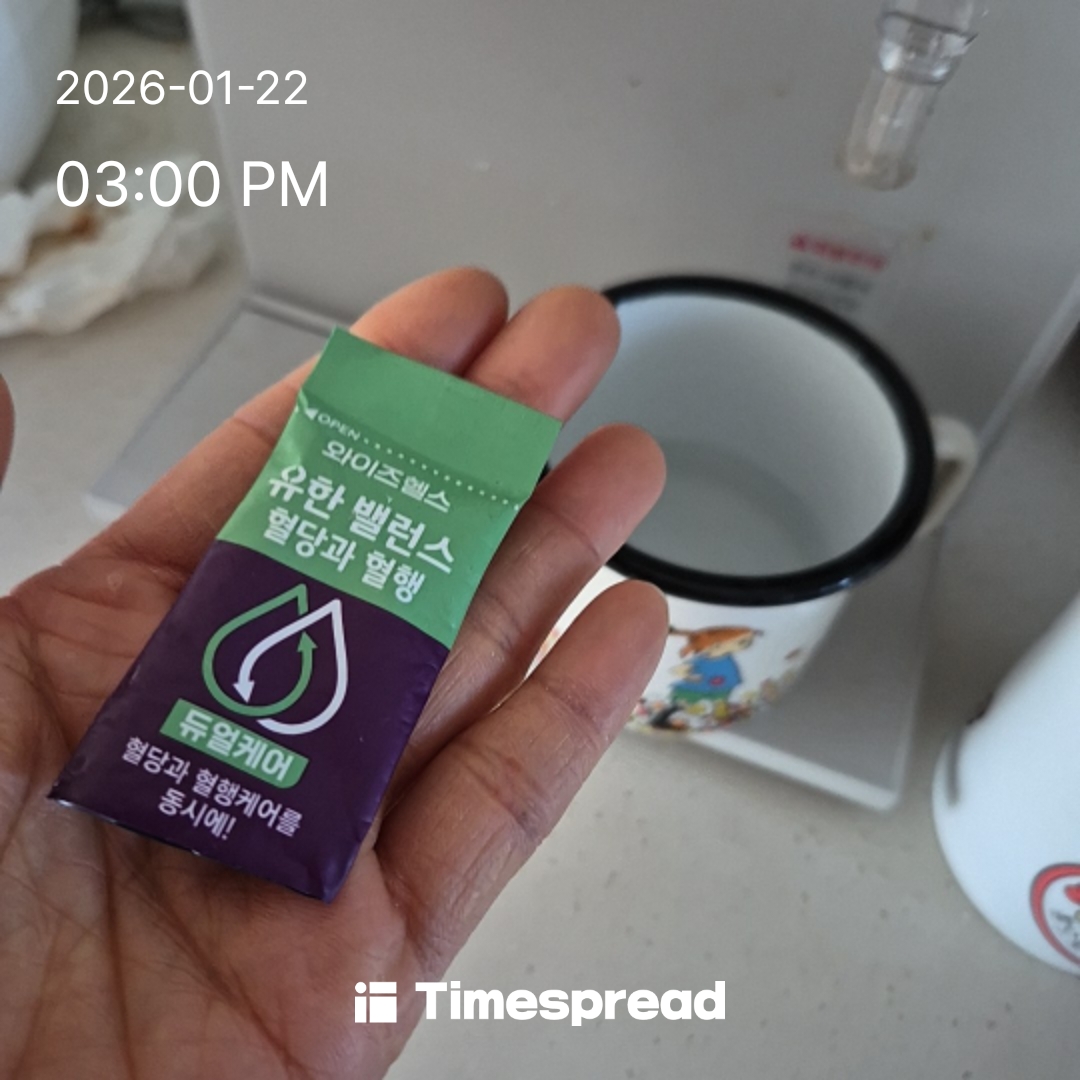 2026-01-22
03:00 PM
OPEN
와이즈헬스
유한 밸런스
혈당과 혈행
듀얼케어
혈당과 혈행케어를
동시에!
Timespread